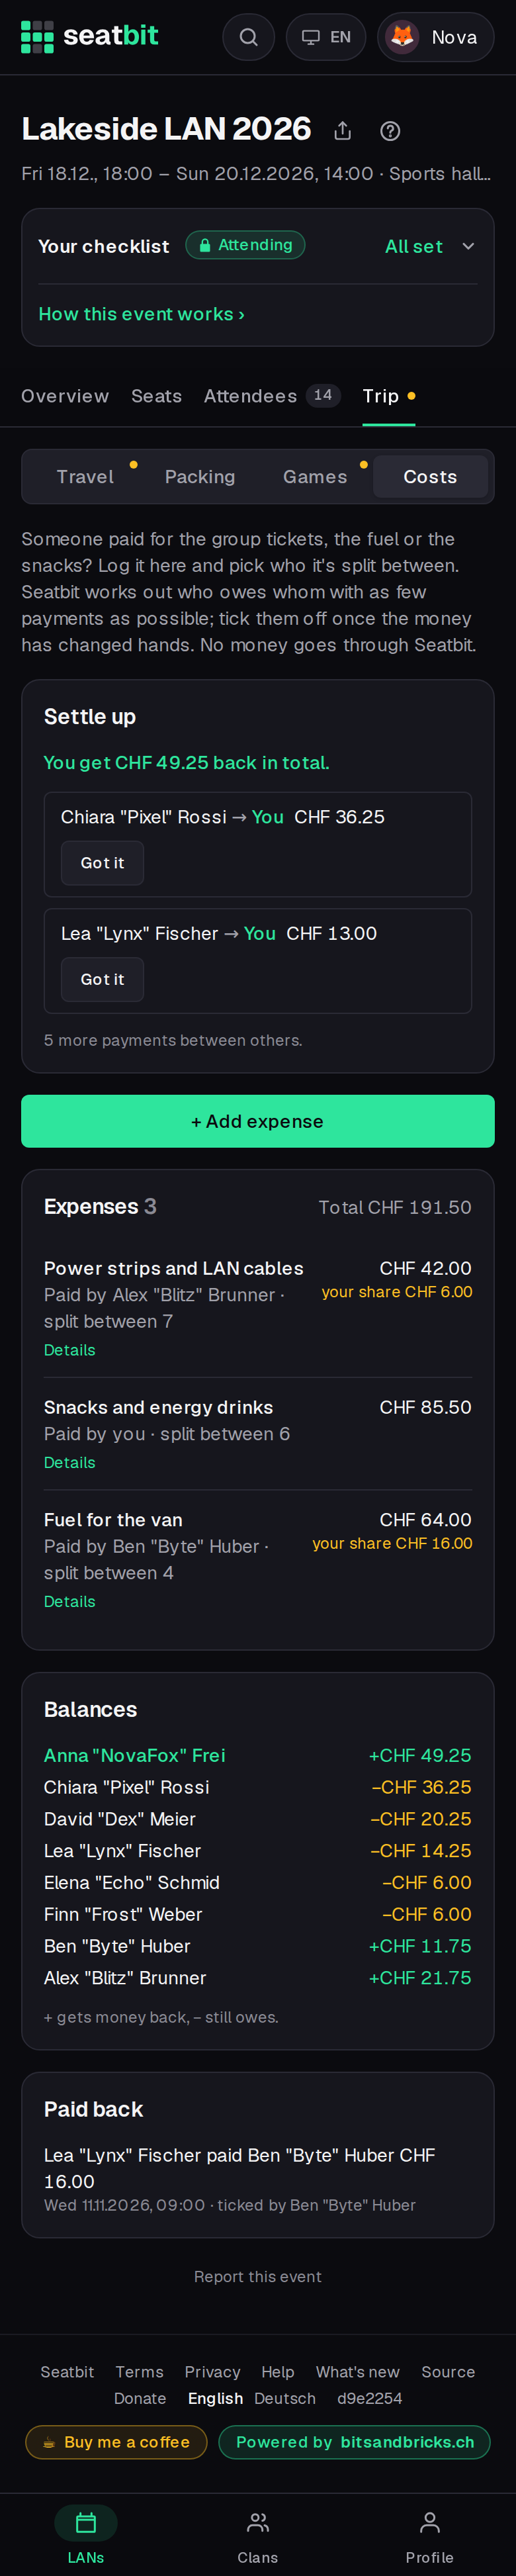 seatbit
EN
Nova
Lakeside LAN 2026
Fri 18.12., 18:00 – Sun 20.12.2026, 14:00 · Sports hall…
Your checklist
Attending
All set
How this event works ›
Overview Seats Attendees 14 Trip
Travel Packing Games Costs
Someone paid for the group tickets, the fuel or the
snacks? Log it here and pick who it's split between.
Seatbit works out who owes whom with as few
payments as possible; tick them off once the money
has changed hands. No money goes through Seatbit.
Settle up
You get CHF 49.25 back in total.
Chiara "Pixel" Rossi → You CHF 36.25
Got it
Lea "Lynx" Fischer → You CHF 13.00
Got it
5 more payments between others.
+ Add expense
Expenses 3 Total CHF 191.50
Power strips and LAN cables CHF 42.00
Paid by Alex "Blitz" Brunner · your share CHF 6.00
split between 7
Details
Snacks and energy drinks CHF 85.50
Paid by you · split between 6
Details
Fuel for the van CHF 64.00
Paid by Ben "Byte" Huber · your share CHF 16.00
split between 4
Details
Balances
Anna "NovaFox" Frei +CHF 49.25
Chiara "Pixel" Rossi –CHF 36.25
David "Dex" Meier –CHF 20.25
Lea "Lynx" Fischer –CHF 14.25
Elena "Echo" Schmid –CHF 6.00
Finn "Frost" Weber –CHF 6.00
Ben "Byte" Huber +CHF 11.75
Alex "Blitz" Brunner +CHF 21.75
+ gets money back, – still owes.
Paid back
Lea "Lynx" Fischer paid Ben "Byte" Huber CHF
16.00
Wed 11.11.2026, 09:00 · ticked by Ben "Byte" Huber
Report this event
Seatbit Terms Privacy Help What's new Source
Donate English Deutsch d9e2254
Buy me a coffee Powered by bitsandbricks.ch
LANs Clans Profile